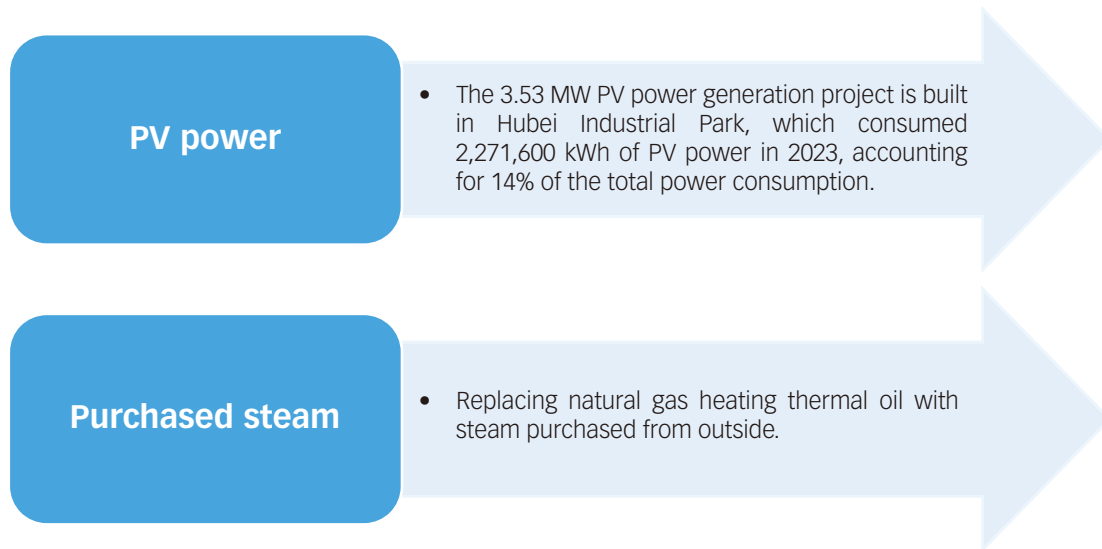 PV power
• The 3.53 MW PV power generation project is built
in Hubei Industrial Park, which consumed
2,271,600 kWh of PV power in 2023, accounting
for 14% of the total power consumption.
Purchased steam
• Replacing natural gas heating thermal oil with
steam purchased from outside.